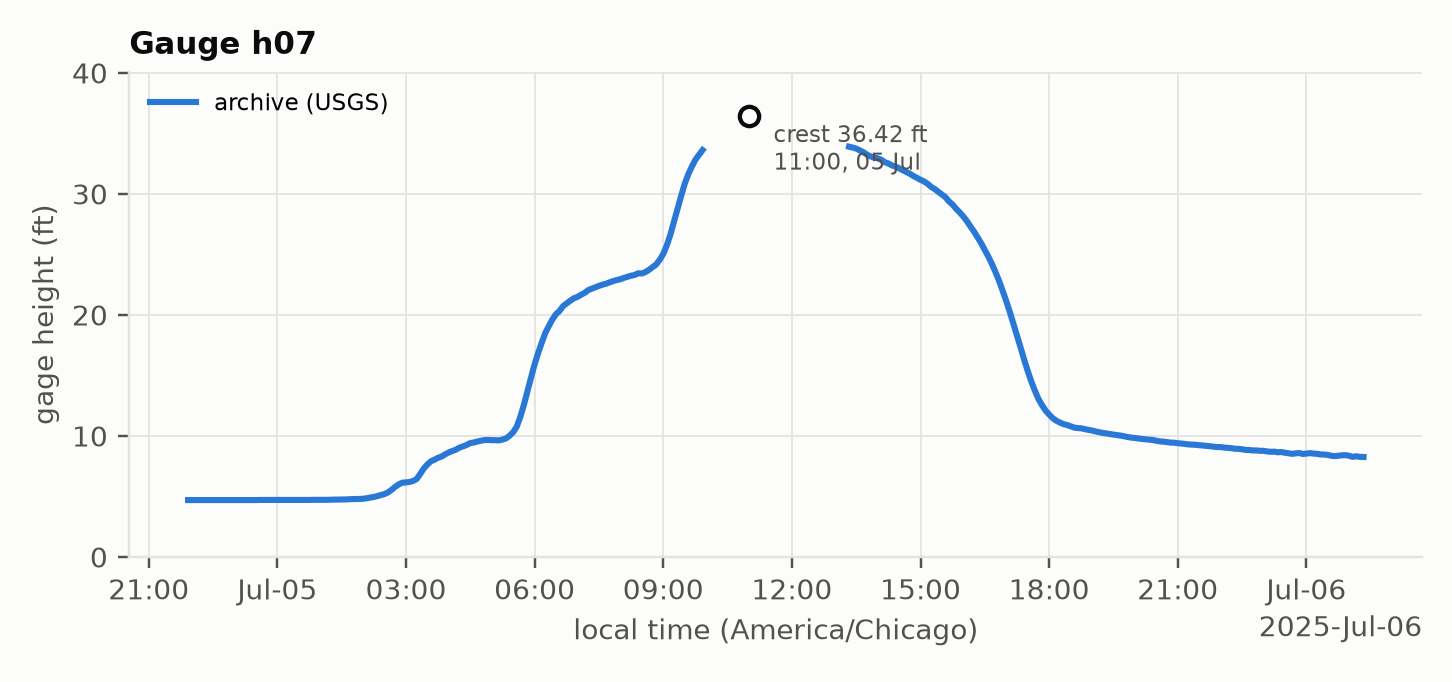 Gauge h07
archive (USGS)
crest 36.42 ft
11:00, 05 Jul
gage height (ft)
40
30
20
10
0
21:00 Jul-05 03:00 06:00 09:00 12:00 15:00 18:00 21:00 Jul-06
local time (America/Chicago)
2025-Jul-06